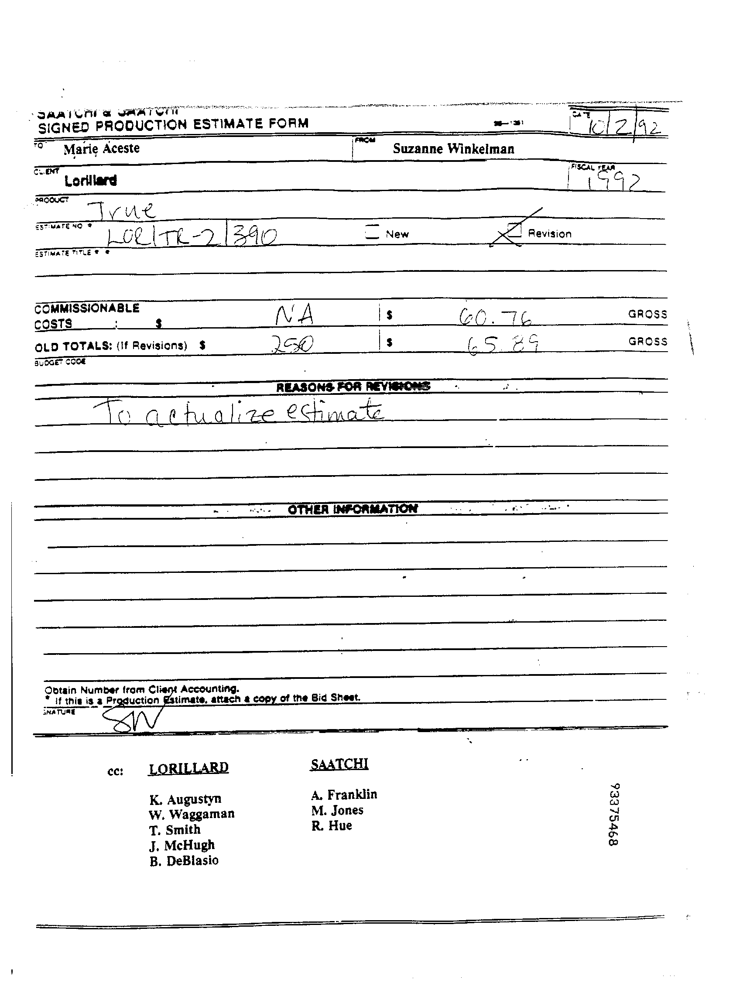 SAATCHI & SAATCHI
SIGNED PRODUCTION ESTIMATE FORM
DATE 10/2/92
TO Marie Aceste FROM Suzanne Winkelman
CLIENT Lorillard FISCAL YEAR 1992
PRODUCT True
ESTIMATE NO * LOR/TR-2/390 New Revision
ESTIMATE TITLE * *
COMMISSIONABLE
COSTS : $ NA $ 60.76 GROSS
OLD TOTALS: (If Revisions) $ 250 $ 65.89 GROSS
BUDGET CODE
REASONS FOR REVISIONS
To actualize estimate
OTHER INFORMATION
Obtain Number from Client Accounting.
* If this is a Production Estimate, attach a copy of the Bid Sheet.
SIGNATURE SW
cc: LORILLARD SAATCHI
K. Augustyn A. Franklin
W. Waggaman M. Jones
T. Smith R. Hue
J. McHugh
B. DeBlasio
93375468